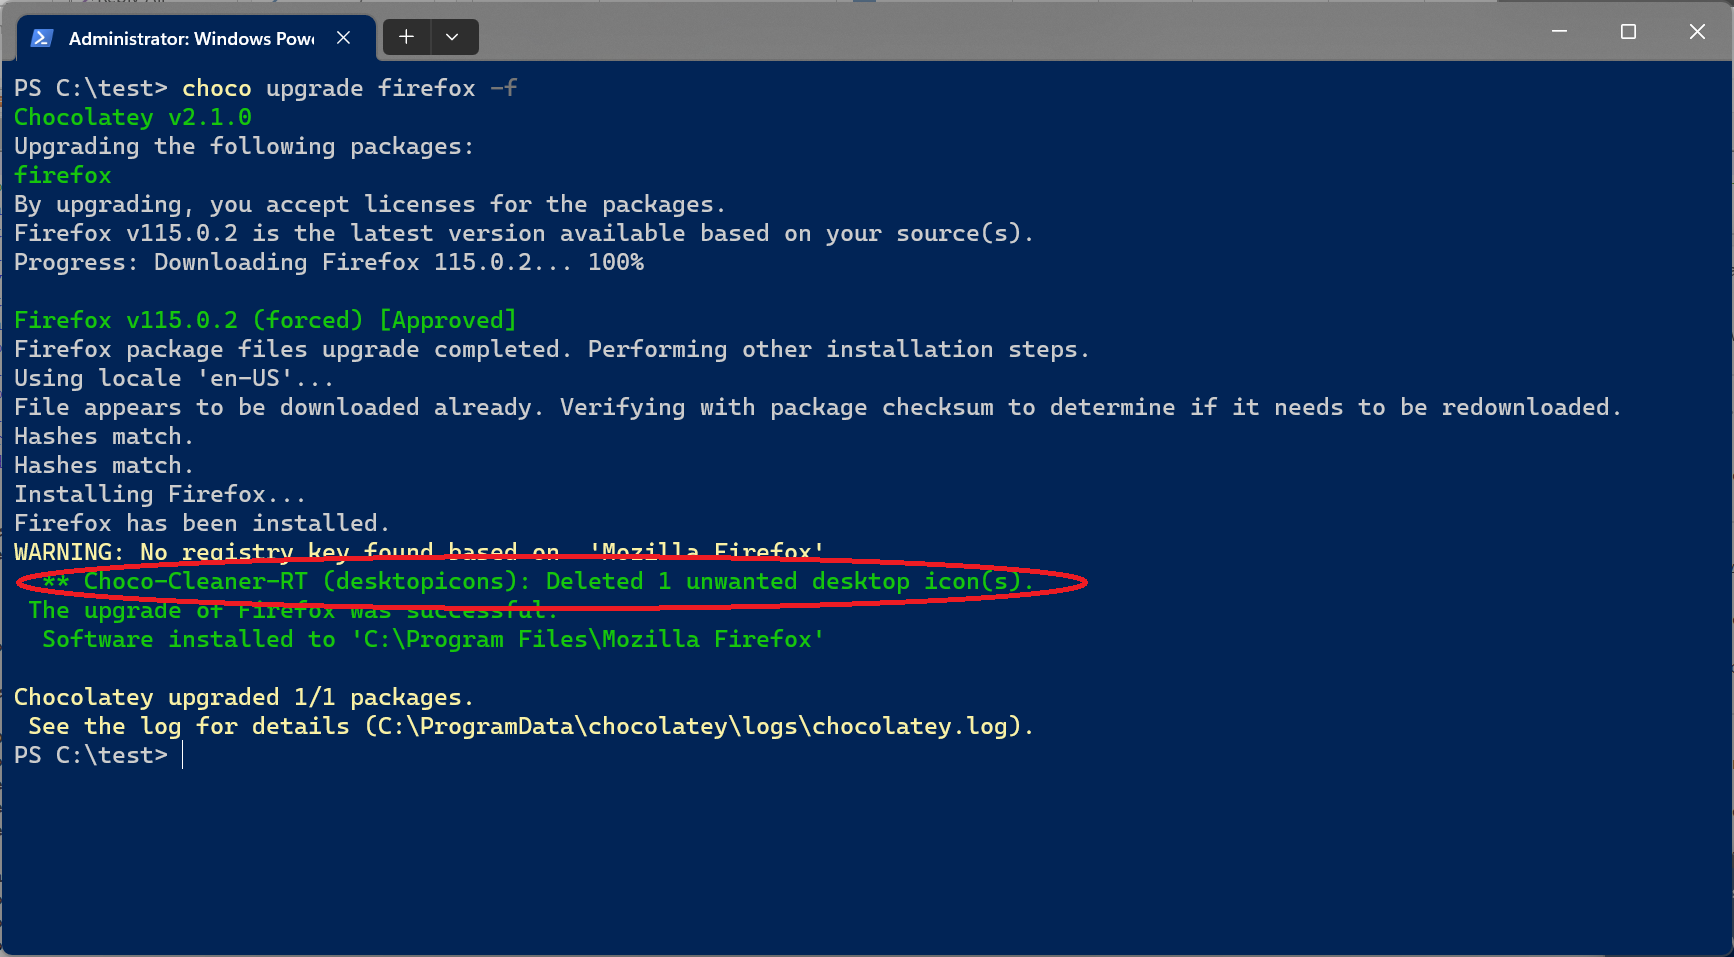 Administrator: Windows Pow
PS C:\test> choco upgrade firefox -f
Chocolatey v2.1.0
Upgrading the following packages:
firefox
By upgrading, you accept licenses for the packages.
Firefox v115.0.2 is the latest version available based on your source(s).
Progress: Downloading Firefox 115.0.2... 100%
Firefox v115.0.2 (forced) [Approved]
Firefox package files upgrade completed. Performing other installation steps.
Using locale 'en-US'...
File appears to be downloaded already. Verifying with package checksum to determine if it needs to be redownloaded.
Hashes match.
Hashes match.
Installing Firefox...
Firefox has been installed.
WARNING: No registry key found based on  'Mozilla Firefox'
** Choco-Cleaner-RT (desktopicons): Deleted 1 unwanted desktop icon(s).
The upgrade of Firefox was successful.
Software installed to 'C:\Program Files\Mozilla Firefox'
Chocolatey upgraded 1/1 packages.
See the log for details (C:\ProgramData\chocolatey\logs\chocolatey.log).
PS C:\test>